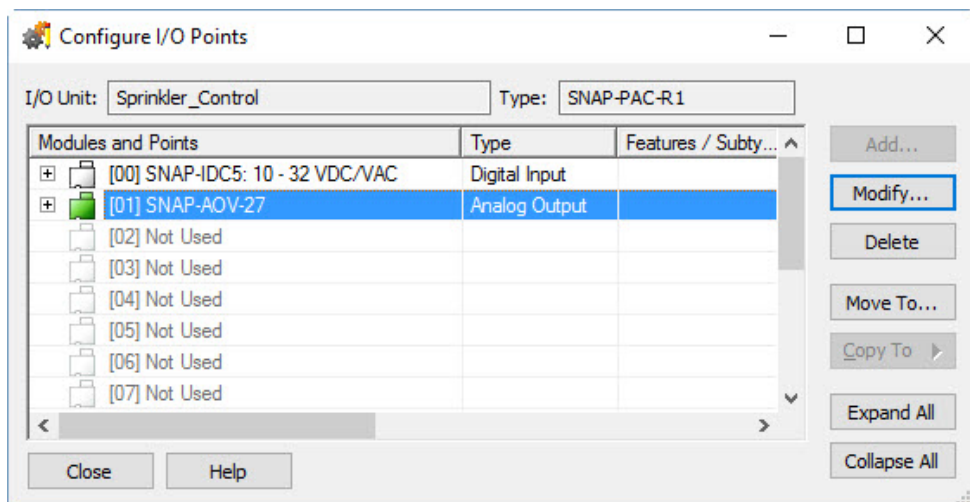 Configure I/O Points
I/O Unit: Sprinkler_Control Type: SNAP-PAC-R1
Modules and Points Type Features / Subty...
[00] SNAP-IDC5: 10 - 32 VDC/VAC Digital Input
[01] SNAP-AOV-27 Analog Output
[02] Not Used
[03] Not Used
[04] Not Used
[05] Not Used
[06] Not Used
[07] Not Used
Add...
Modify...
Delete
Move To...
Copy To
Expand All
Collapse All
Close Help